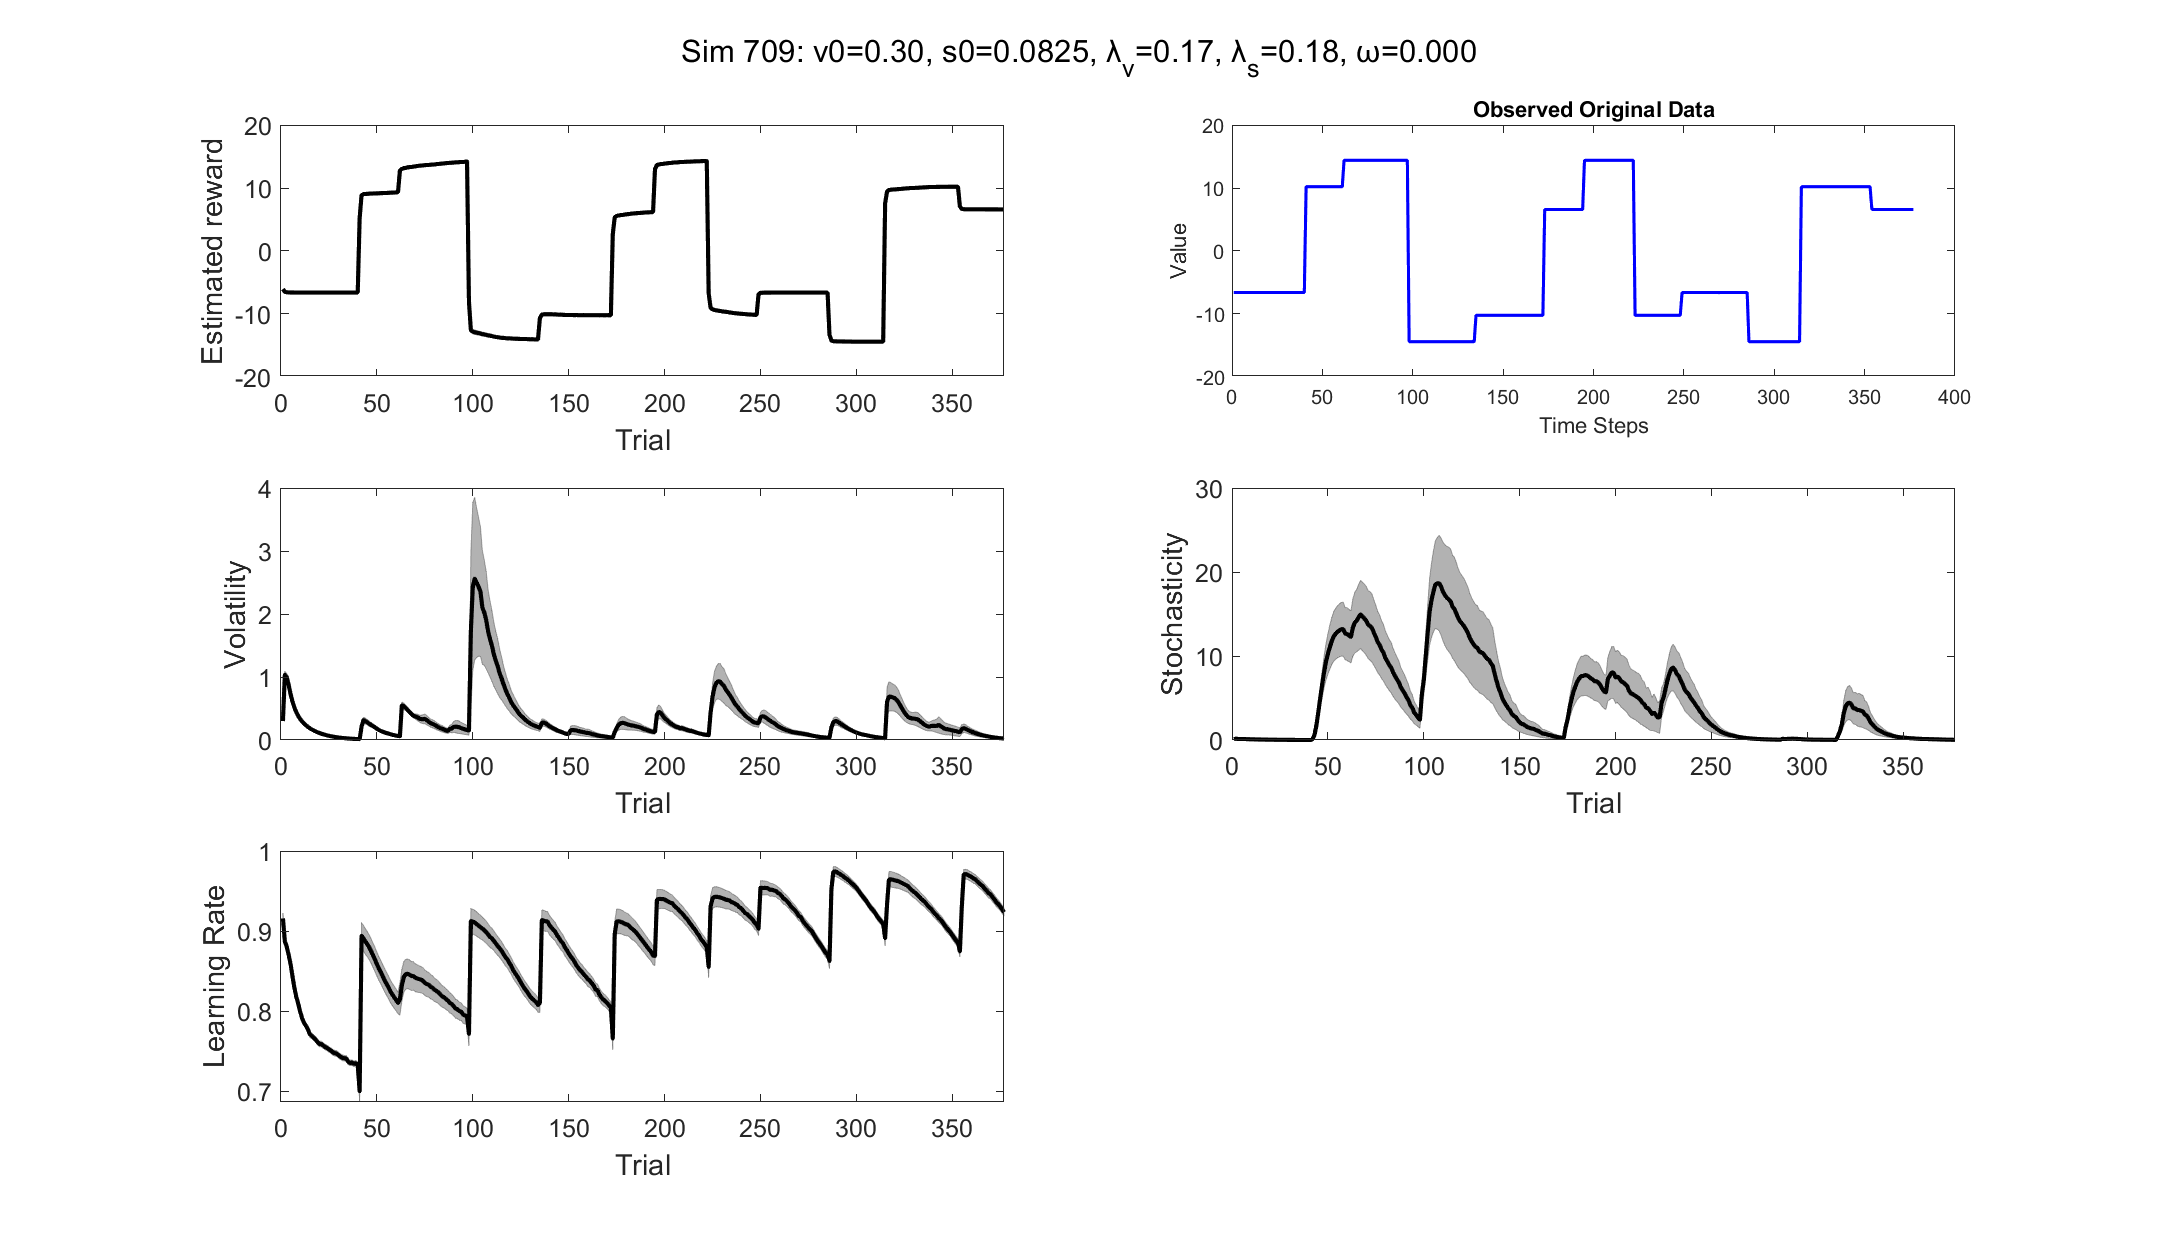 Sim 709: v0=0.30, s0=0.0825, λv=0.17, λs=0.18, ω=0.000
Estimated reward
20
10
0
-10
-20
0 50 100 150 200 250 300 350
Trial
Observed Original Data
Value
20
10
0
-10
-20
0 50 100 150 200 250 300 350 400
Time Steps
Volatility
4
3
2
1
0
0 50 100 150 200 250 300 350
Trial
Stochasticity
30
20
10
0
0 50 100 150 200 250 300 350
Trial
Learning Rate
1
0.9
0.8
0.7
0 50 100 150 200 250 300 350
Trial